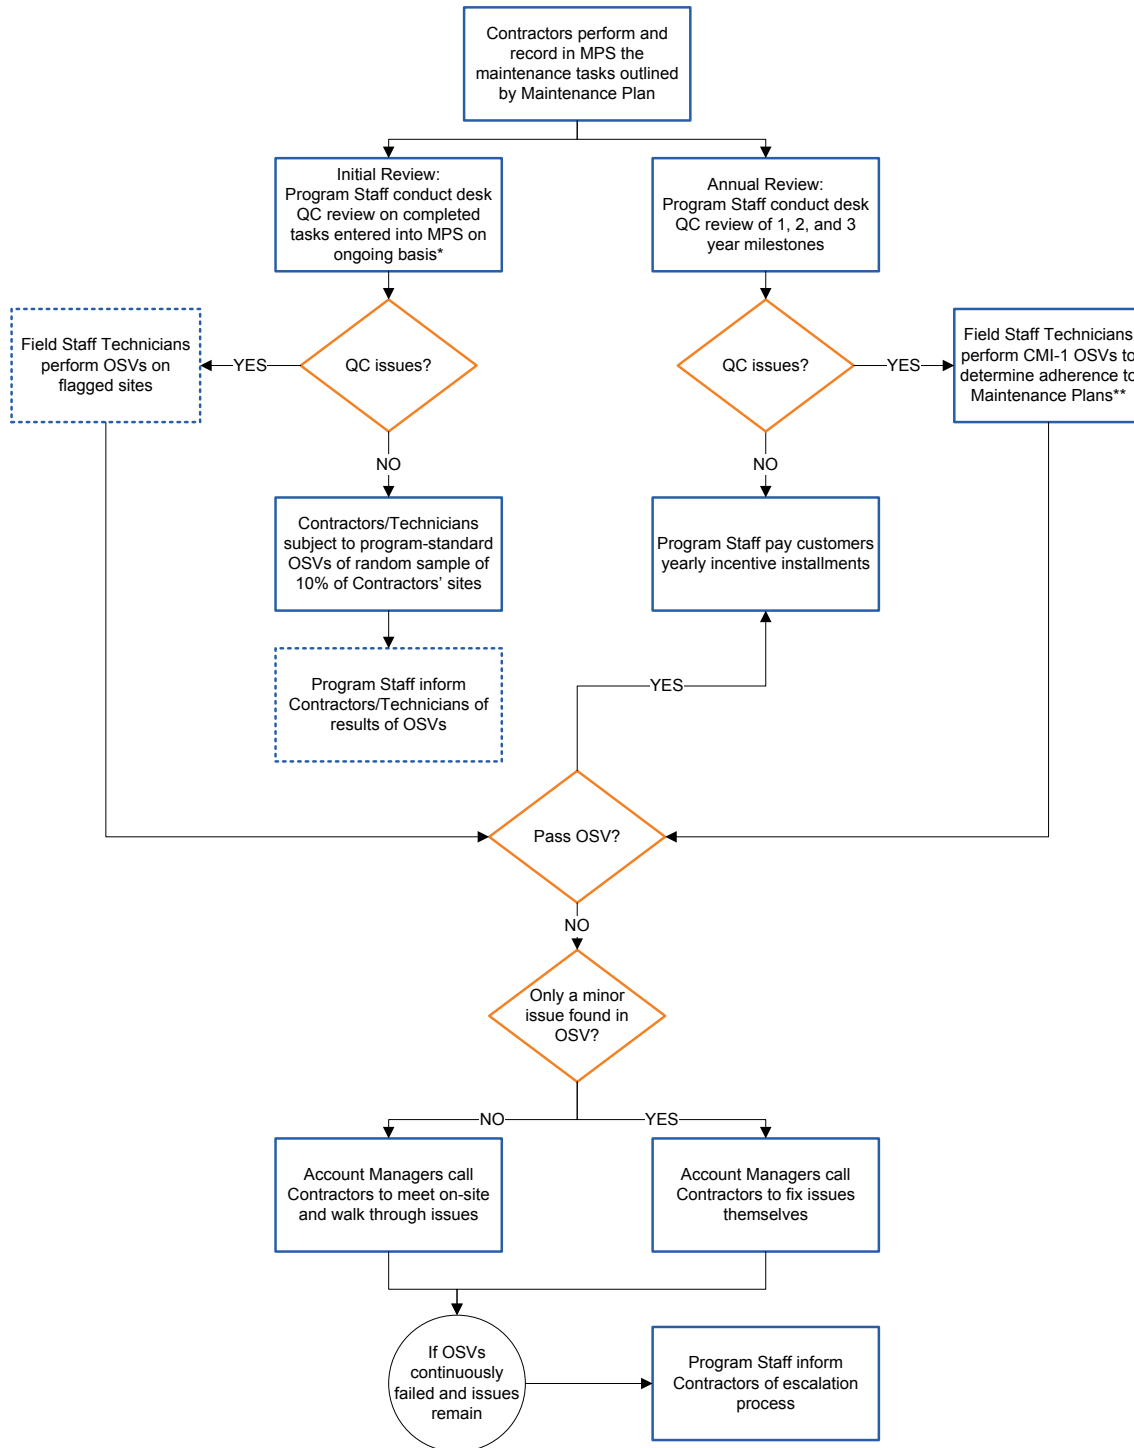 Contractors perform and
record in MPS the
maintenance tasks outlined
by Maintenance Plan
Initial Review:
Program Staff conduct desk
QC review on completed
tasks entered into MPS on
ongoing basis*
Annual Review:
Program Staff conduct desk
QC review of 1, 2, and 3
year milestones
Field Staff Technicians
perform OSVs on
flagged sites
YES
QC issues?
QC issues?
YES
Field Staff Technicians
perform CMI-1 OSVs to
determine adherence to
Maintenance Plans**
NO
NO
Contractors/Technicians
subject to program-standard
OSVs of random sample of
10% of Contractors’ sites
Program Staff pay customers
yearly incentive installments
Program Staff inform
Contractors/Technicians of
results of OSVs
YES
Pass OSV?
NO
Only a minor
issue found in
OSV?
NO
YES
Account Managers call
Contractors to meet on-site
and walk through issues
Account Managers call
Contractors to fix issues
themselves
If OSVs
continuously
failed and issues
remain
Program Staff inform
Contractors of escalation
process